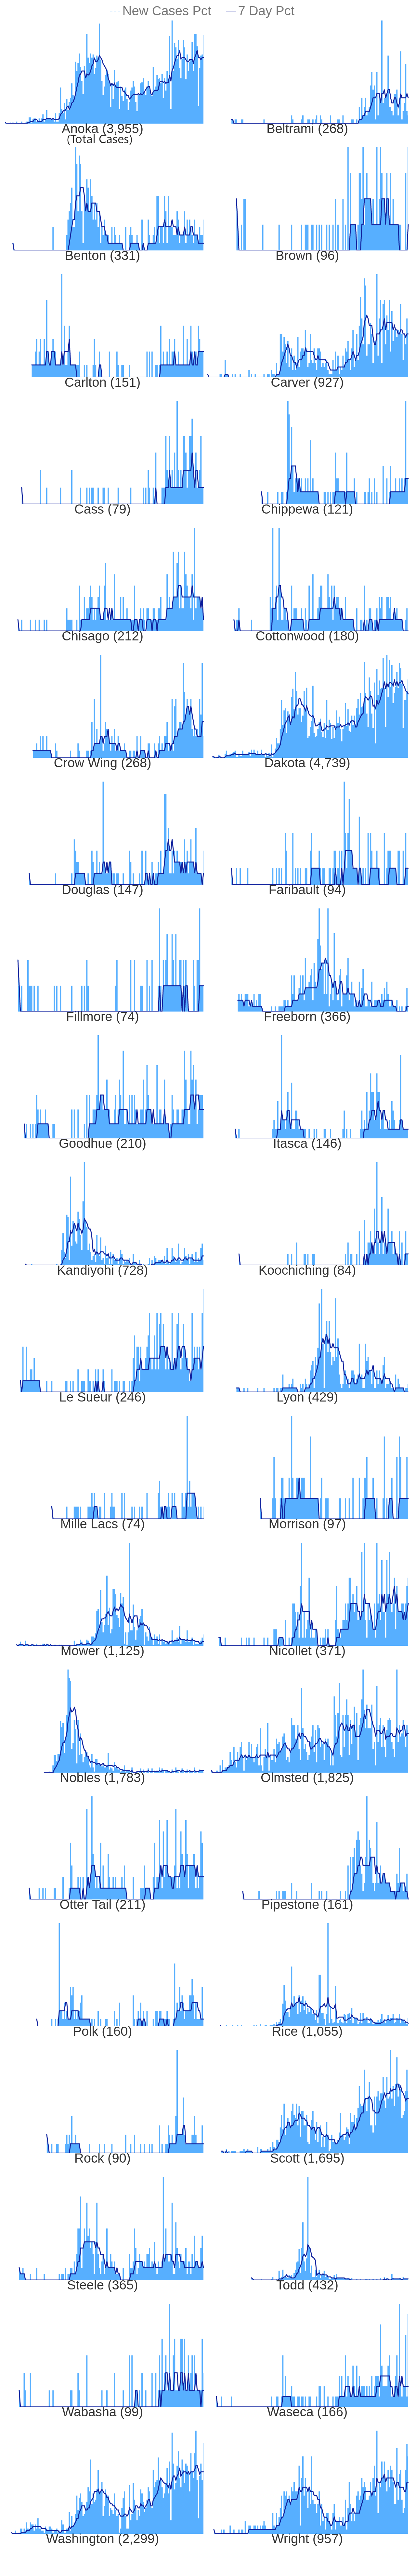 New Cases Pct 7 Day Pct
Anoka (3,955) Beltrami (268)
(Total Cases)
Benton (331) Brown (96)
Carlton (151) Carver (927)
Cass (79) Chippewa (121)
Chisago (212) Cottonwood (180)
Crow Wing (268) Dakota (4,739)
Douglas (147) Faribault (94)
Fillmore (74) Freeborn (366)
Goodhue (210) Itasca (146)
Kandiyohi (728) Koochiching (84)
Le Sueur (246) Lyon (429)
Mille Lacs (74) Morrison (97)
Mower (1,125) Nicollet (371)
Nobles (1,783) Olmsted (1,825)
Otter Tail (211) Pipestone (161)
Polk (160) Rice (1,055)
Rock (90) Scott (1,695)
Steele (365) Todd (432)
Wabasha (99) Waseca (166)
Washington (2,299) Wright (957)